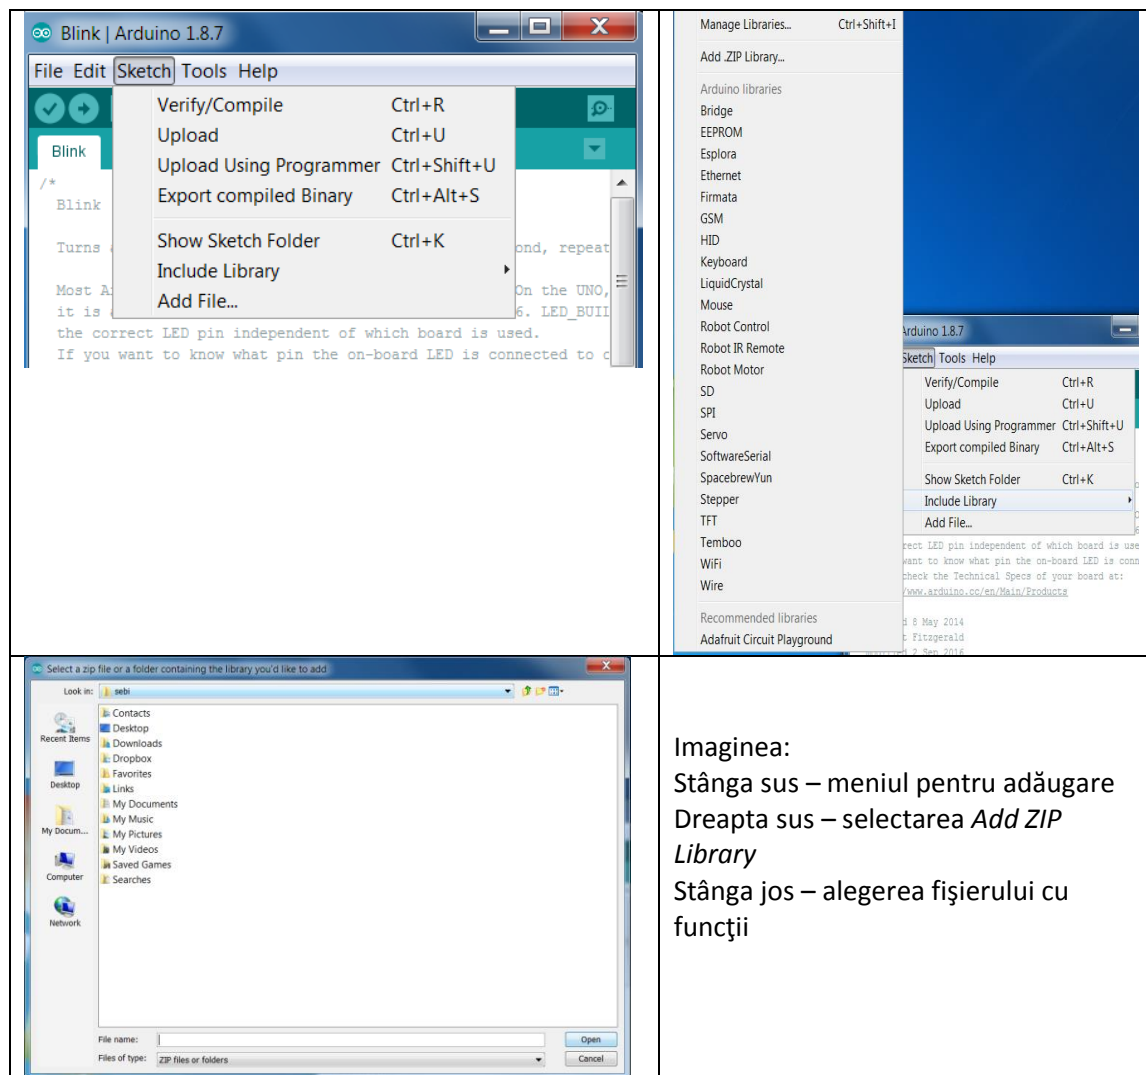 Blink | Arduino 1.8.7
File Edit Sketch Tools Help
Verify/Compile Ctrl+R
Upload Ctrl+U
Upload Using Programmer Ctrl+Shift+U
Export compiled Binary Ctrl+Alt+S
Show Sketch Folder Ctrl+K
Include Library
Add File...
Blink
/*
Blink
Turns ond, repeat
Most A On the UNO,
it is 6. LED_BUII
the correct LED pin independent of which board is used.
If you want to know what pin the on-board LED is connected to
Manage Libraries... Ctrl+Shift+I
Add .ZIP Library...
Arduino libraries
Bridge
EEPROM
Esplora
Ethernet
Firmata
GSM
HID
Keyboard
LiquidCrystal
Mouse
Robot Control
Robot IR Remote
Robot Motor
SD
SPI
Servo
SoftwareSerial
SpacebrewYun
Stepper
TFT
Temboo
WiFi
Wire
Recommended libraries
Adafruit Circuit Playground
Arduino 1.8.7
Sketch Tools Help
Verify/Compile Ctrl+R
Upload Ctrl+U
Upload Using Programmer Ctrl+Shift+U
Export compiled Binary Ctrl+Alt+S
Show Sketch Folder Ctrl+K
Include Library
Add File...
rect LED pin independent of which board is use
want to know what pin the on-board LED is conn
check the Technical Specs of your board at:
/www.arduino.cc/en/Main/Products
d 8 May 2014
t Fitzgerald
2 Sep 2016
Select a zip file or a folder containing the library you'd like to add
Look in: sebi
Recent Items
Desktop
My Docum...
Computer
Network
Contacts
Desktop
Downloads
Dropbox
Favorites
Links
My Documents
My Music
My Pictures
My Videos
Saved Games
Searches
File name:
Open
Files of type: ZIP files or folders
Cancel
Imaginea:
Stânga sus – meniul pentru adăugare
Dreapta sus – selectarea Add ZIP
Library
Stânga jos – alegerea fişierului cu
funcţii